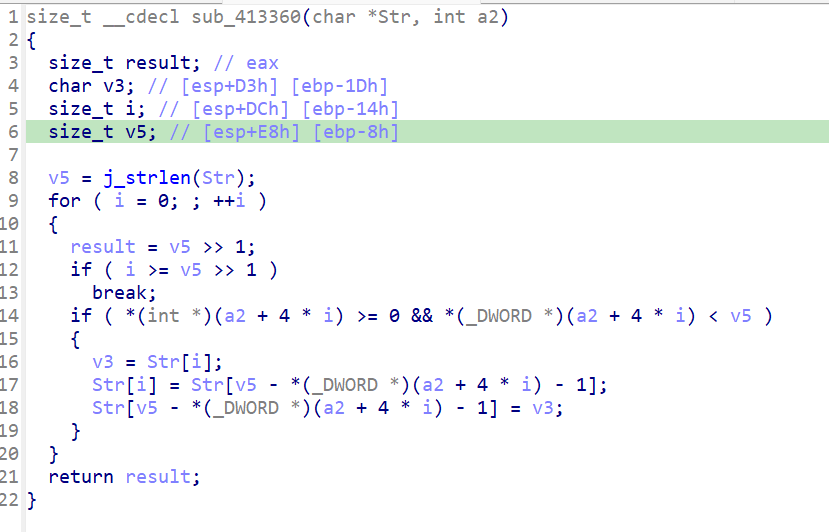 1 size_t __cdecl sub_413360(char *Str, int a2)
2 {
3   size_t result; // eax
4   char v3; // [esp+D3h] [ebp-1Dh]
5   size_t i; // [esp+DCh] [ebp-14h]
6   size_t v5; // [esp+E8h] [ebp-8h]
7
8   v5 = j_strlen(Str);
9   for ( i = 0; ; ++i )
10   {
11     result = v5 >> 1;
12     if ( i >= v5 >> 1 )
13       break;
14     if ( *(int *)(a2 + 4 * i) >= 0 && *(_DWORD *)(a2 + 4 * i) < v5 )
15     {
16       v3 = Str[i];
17       Str[i] = Str[v5 - *(_DWORD *)(a2 + 4 * i) - 1];
18       Str[v5 - *(_DWORD *)(a2 + 4 * i) - 1] = v3;
19     }
20   }
21   return result;
22 }